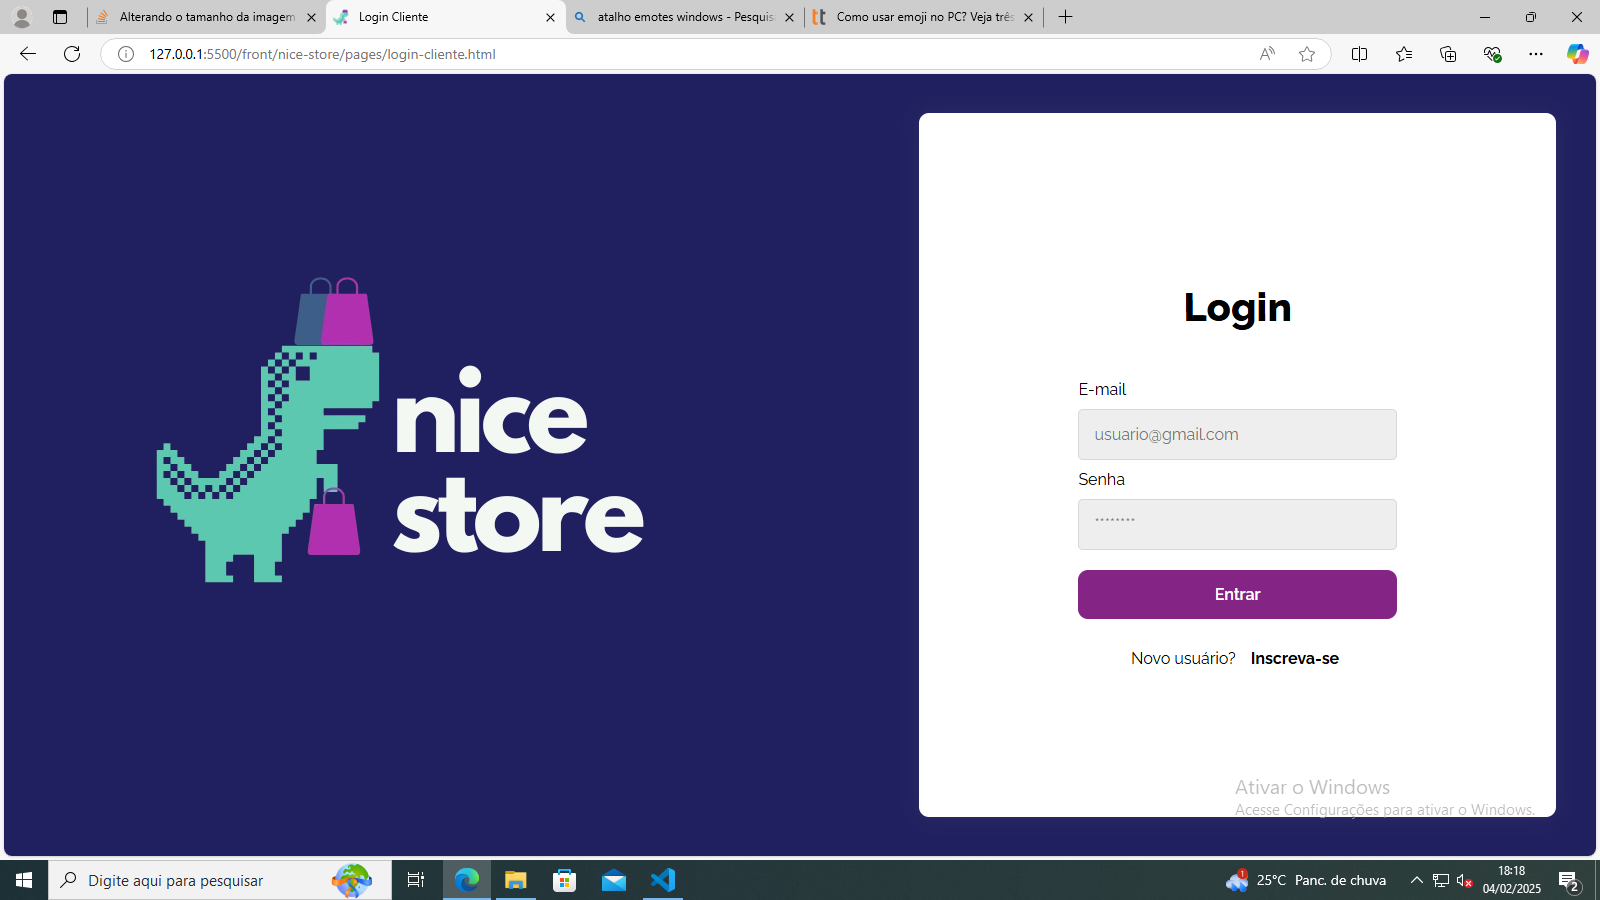 Alterando o tamanho da imagem
Login Cliente
atalho emotes windows - Pesquis
Como usar emoji no PC? Veja três
127.0.0.1:5500/front/nice-store/pages/login-cliente.html
nice
store
Login
E-mail
usuario@gmail.com
Senha
********
Entrar
Novo usuário? Inscreva-se
Ativar o Windows
Acesse Configurações para ativar o Windows.
Digite aqui para pesquisar
1
25°C Panc. de chuva
18:18
04/02/2025
2